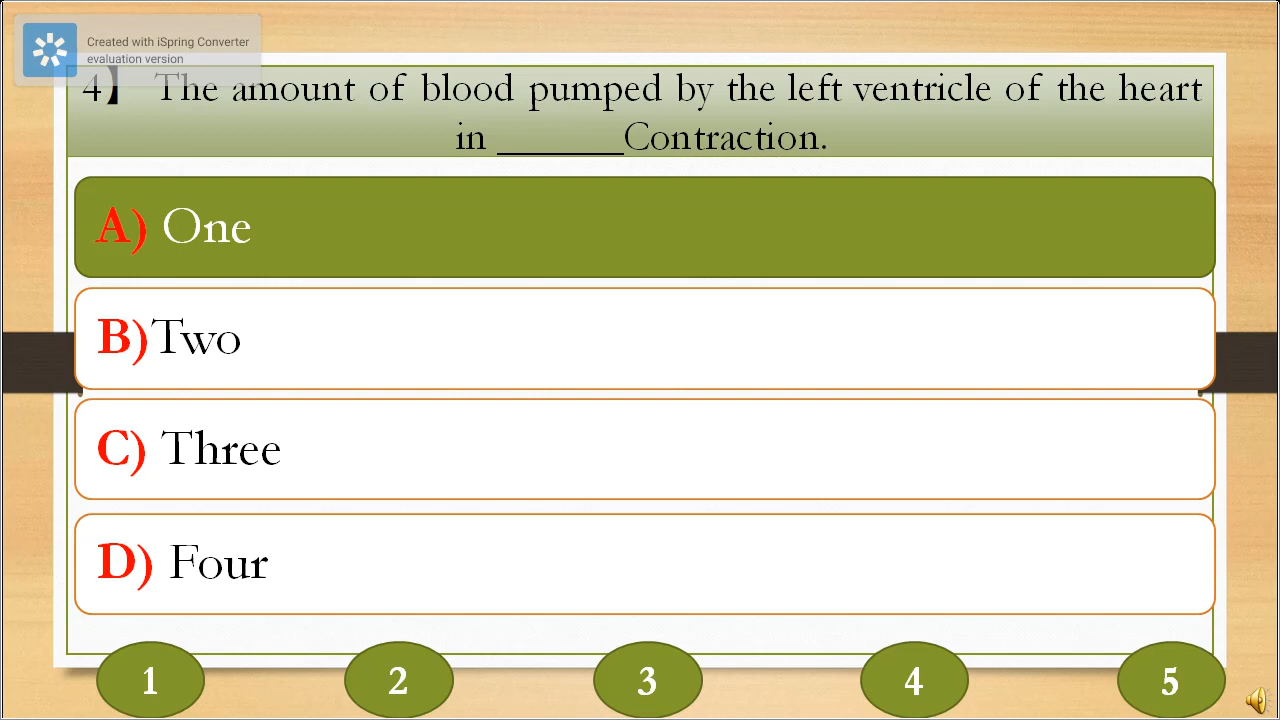 Created with iSpring Converter
evaluation version
4】 The amount of blood pumped by the left ventricle of the heart
in _______Contraction.
A) One
B)Two
C) Three
D) Four
1 2 3 4 5